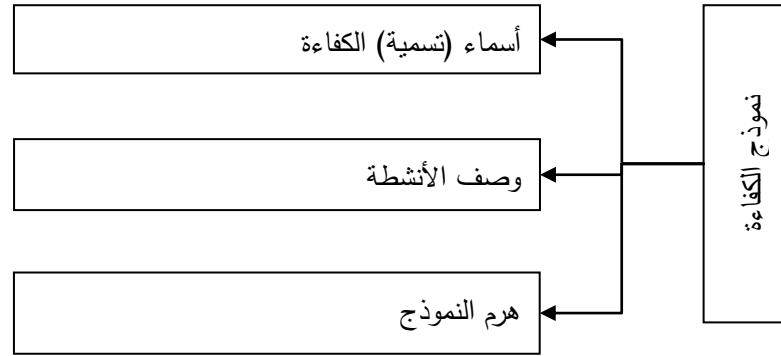 نموذج الكفاءة
أسماء (تسمية) الكفاءة
وصف الأنشطة
هرم النموذج